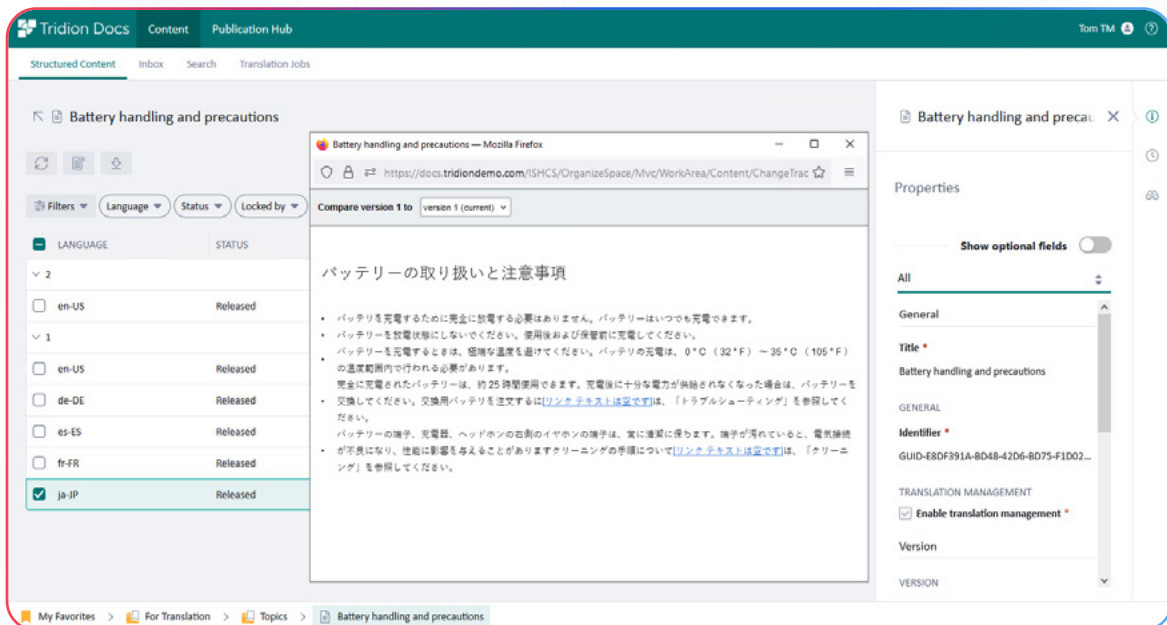 Tridion Docs Content Publication Hub Tom TM
Structured Content Inbox Search Translation Jobs
Battery handling and precautions
Filters Language Status Locked by
LANGUAGE STATUS
2
en-US Released
1
en-US Released
de-DE Released
es-ES Released
fr-FR Released
ja-JP Released
Battery handling and precautions — Mozilla Firefox
https://docs.tridiondemo.com/ISHCS/OrganizeSpace/Mvc/WorkArea/Content/ChangeTrac
Compare version 1 to version 1 (current)
バッテリーの取り扱いと注意事項
• バッテリを充電するために完全に放電する必要はありません。バッテリーはいつでも充電できます。
• バッテリーを放電状態にしないでください。使用後および保管前に充電してください。
バッテリーを充電するときは、極端な温度を避けてください。バッテリの充電は、0°C（32°F）～35°C（105°F）
• の温度範囲内で行われる必要があります。
完全に充電されたバッテリーは、約25時間使用できます。充電後に十分な電力が供給されなくなった場合は、バッテリーを
• 交換してください。交換用バッテリを注文するに[リンク テキストは空です]は、「トラブルシューティング」を参照してく
ださい。
バッテリーの端子、充電器、ヘッドホンの右側のイヤホンの端子は、常に清潔に保ちます。端子が汚れていると、電気接続
• が不良になり、性能に影響を与えることがありますクリーニングの手順について[リンク テキストは空です]は、「クリーニ
ング」を参照してください。
Battery handling and precau
Properties
Show optional fields
All
General
Title *
Battery handling and precautions
GENERAL
Identifier *
GUID-E8DF391A-BD48-42D6-BD75-F1D02...
TRANSLATION MANAGEMENT
Enable translation management *
Version
VERSION
My Favorites > For Translation > Topics > Battery handling and precautions